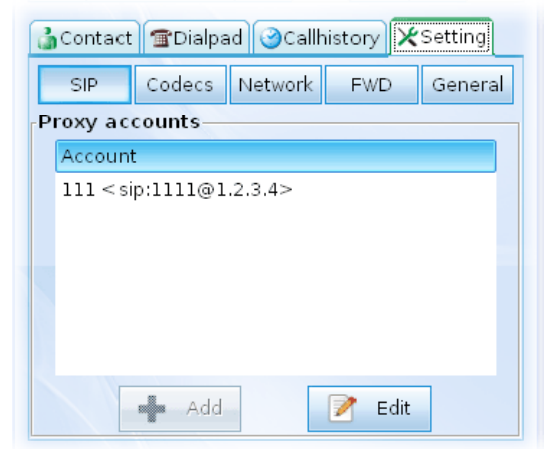 Contact Dialpad Callhistory Setting
SIP Codecs Network FWD General
Proxy accounts
Account
111 <sip:1111@1.2.3.4>
Add Edit